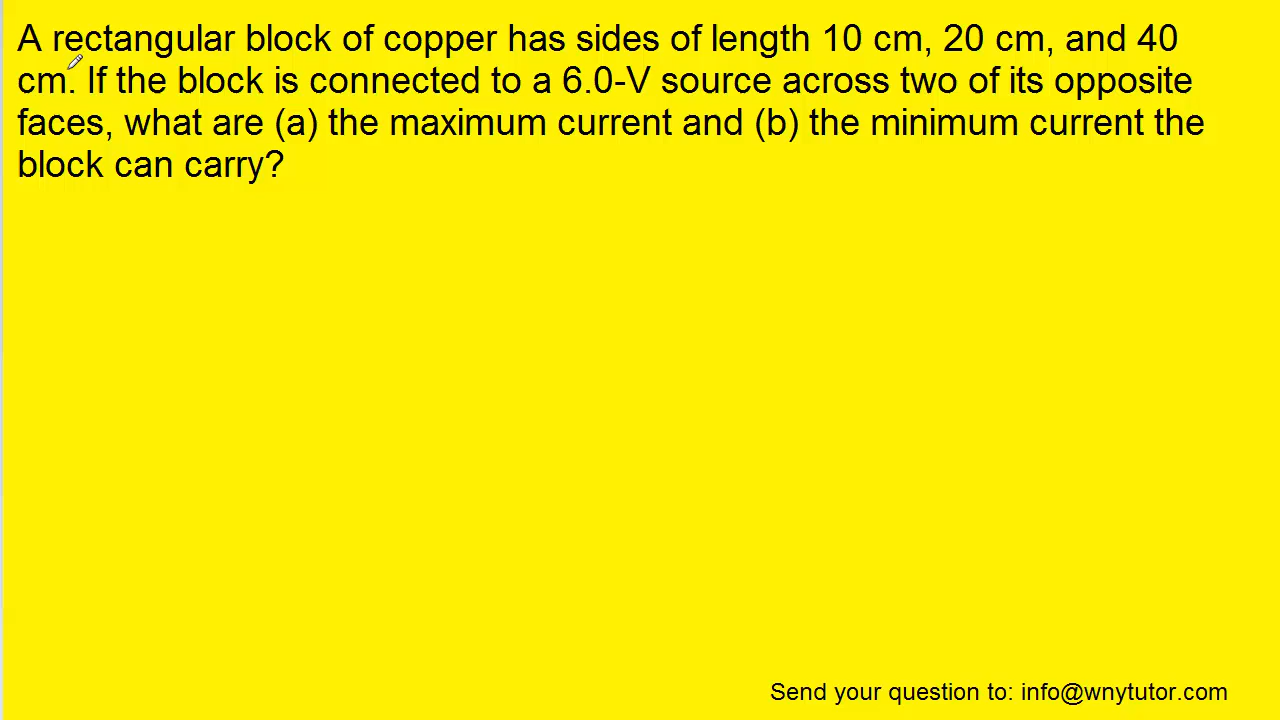 A rectangular block of copper has sides of length 10 cm, 20 cm, and 40
cm. If the block is connected to a 6.0-V source across two of its opposite
faces, what are (a) the maximum current and (b) the minimum current the
block can carry?
Send your question to: info@wnytutor.com